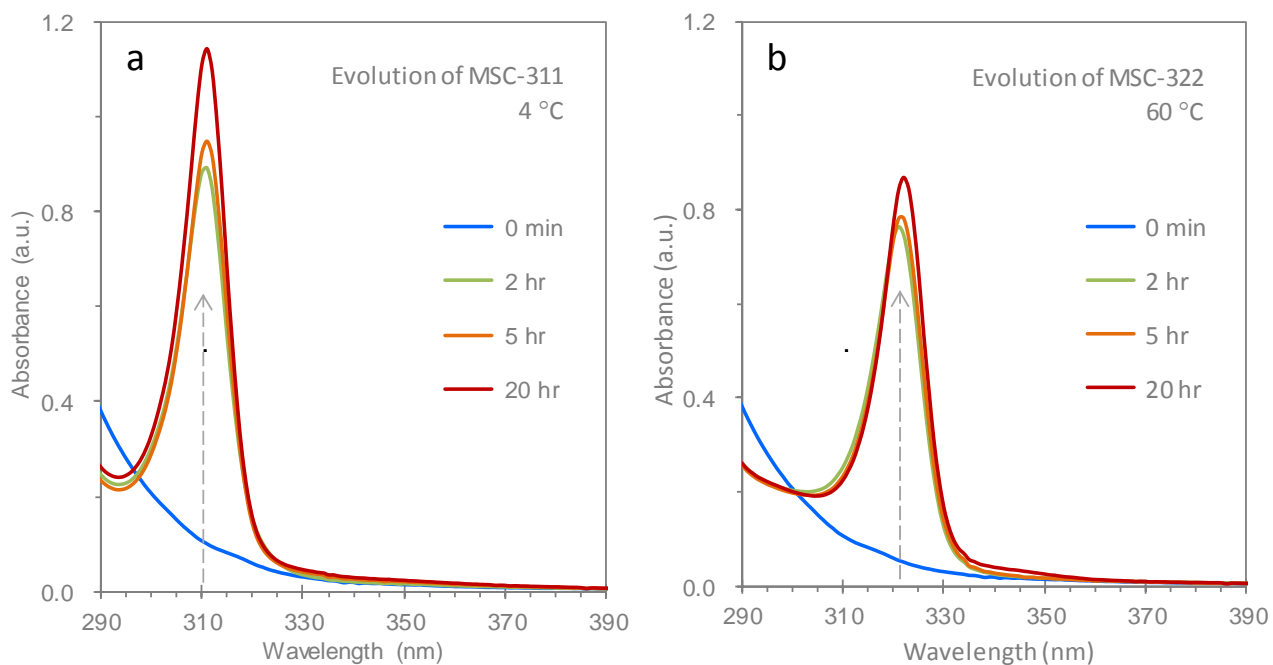 a
Evolution of MSC-311
4 °C
0 min
2 hr
5 hr
20 hr
Absorbance (a.u.)
1.2
0.8
0.4
0.0
290
310
330
350
370
390
Wavelength (nm)
b
Evolution of MSC-322
60 °C
0 min
2 hr
5 hr
20 hr
Absorbance (a.u.)
1.2
0.8
0.4
0.0
290
310
330
350
370
390
Wavelength (nm)